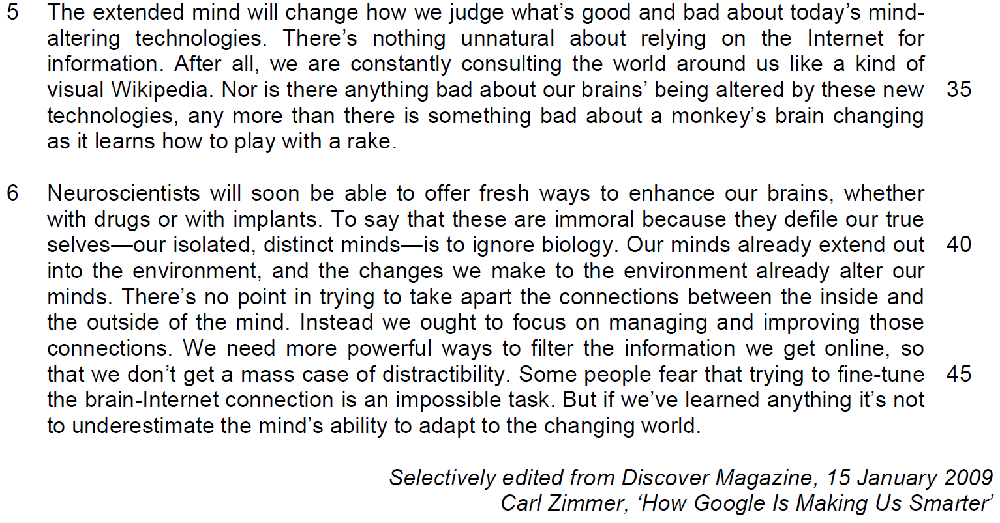 5 The extended mind will change how we judge what’s good and bad about today’s mind-
altering technologies. There’s nothing unnatural about relying on the Internet for
information. After all, we are constantly consulting the world around us like a kind of
visual Wikipedia. Nor is there anything bad about our brains’ being altered by these new 35
technologies, any more than there is something bad about a monkey’s brain changing
as it learns how to play with a rake.
6 Neuroscientists will soon be able to offer fresh ways to enhance our brains, whether
with drugs or with implants. To say that these are immoral because they defile our true
selves—our isolated, distinct minds—is to ignore biology. Our minds already extend out 40
into the environment, and the changes we make to the environment already alter our
minds. There’s no point in trying to take apart the connections between the inside and
the outside of the mind. Instead we ought to focus on managing and improving those
connections. We need more powerful ways to filter the information we get online, so
that we don’t get a mass case of distractibility. Some people fear that trying to fine-tune 45
the brain-Internet connection is an impossible task. But if we’ve learned anything it’s not
to underestimate the mind’s ability to adapt to the changing world.
Selectively edited from Discover Magazine, 15 January 2009
Carl Zimmer, ‘How Google Is Making Us Smarter’